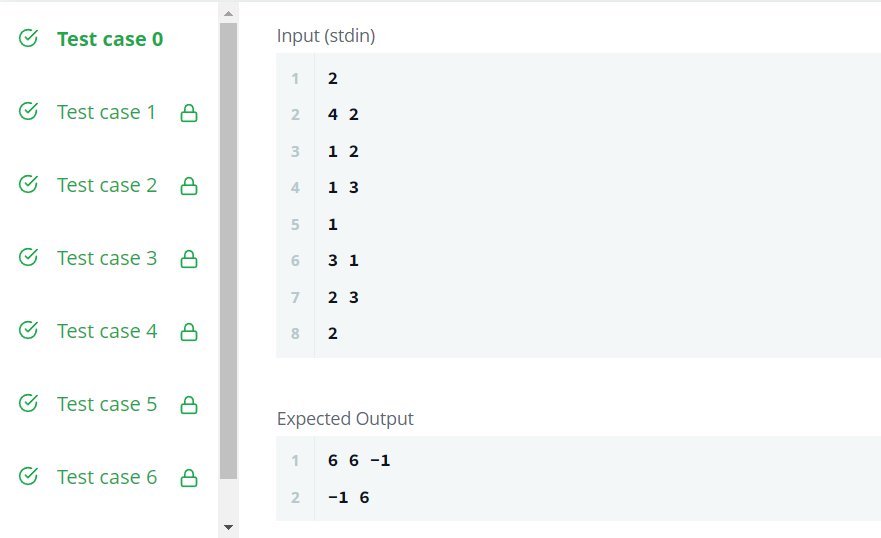 Test case 0
Test case 1
Test case 2
Test case 3
Test case 4
Test case 5
Test case 6
Input (stdin)
1 2
2 4 2
3 1 2
4 1 3
5 1
6 3 1
7 2 3
8 2
Expected Output
1 6 6 -1
2 -1 6